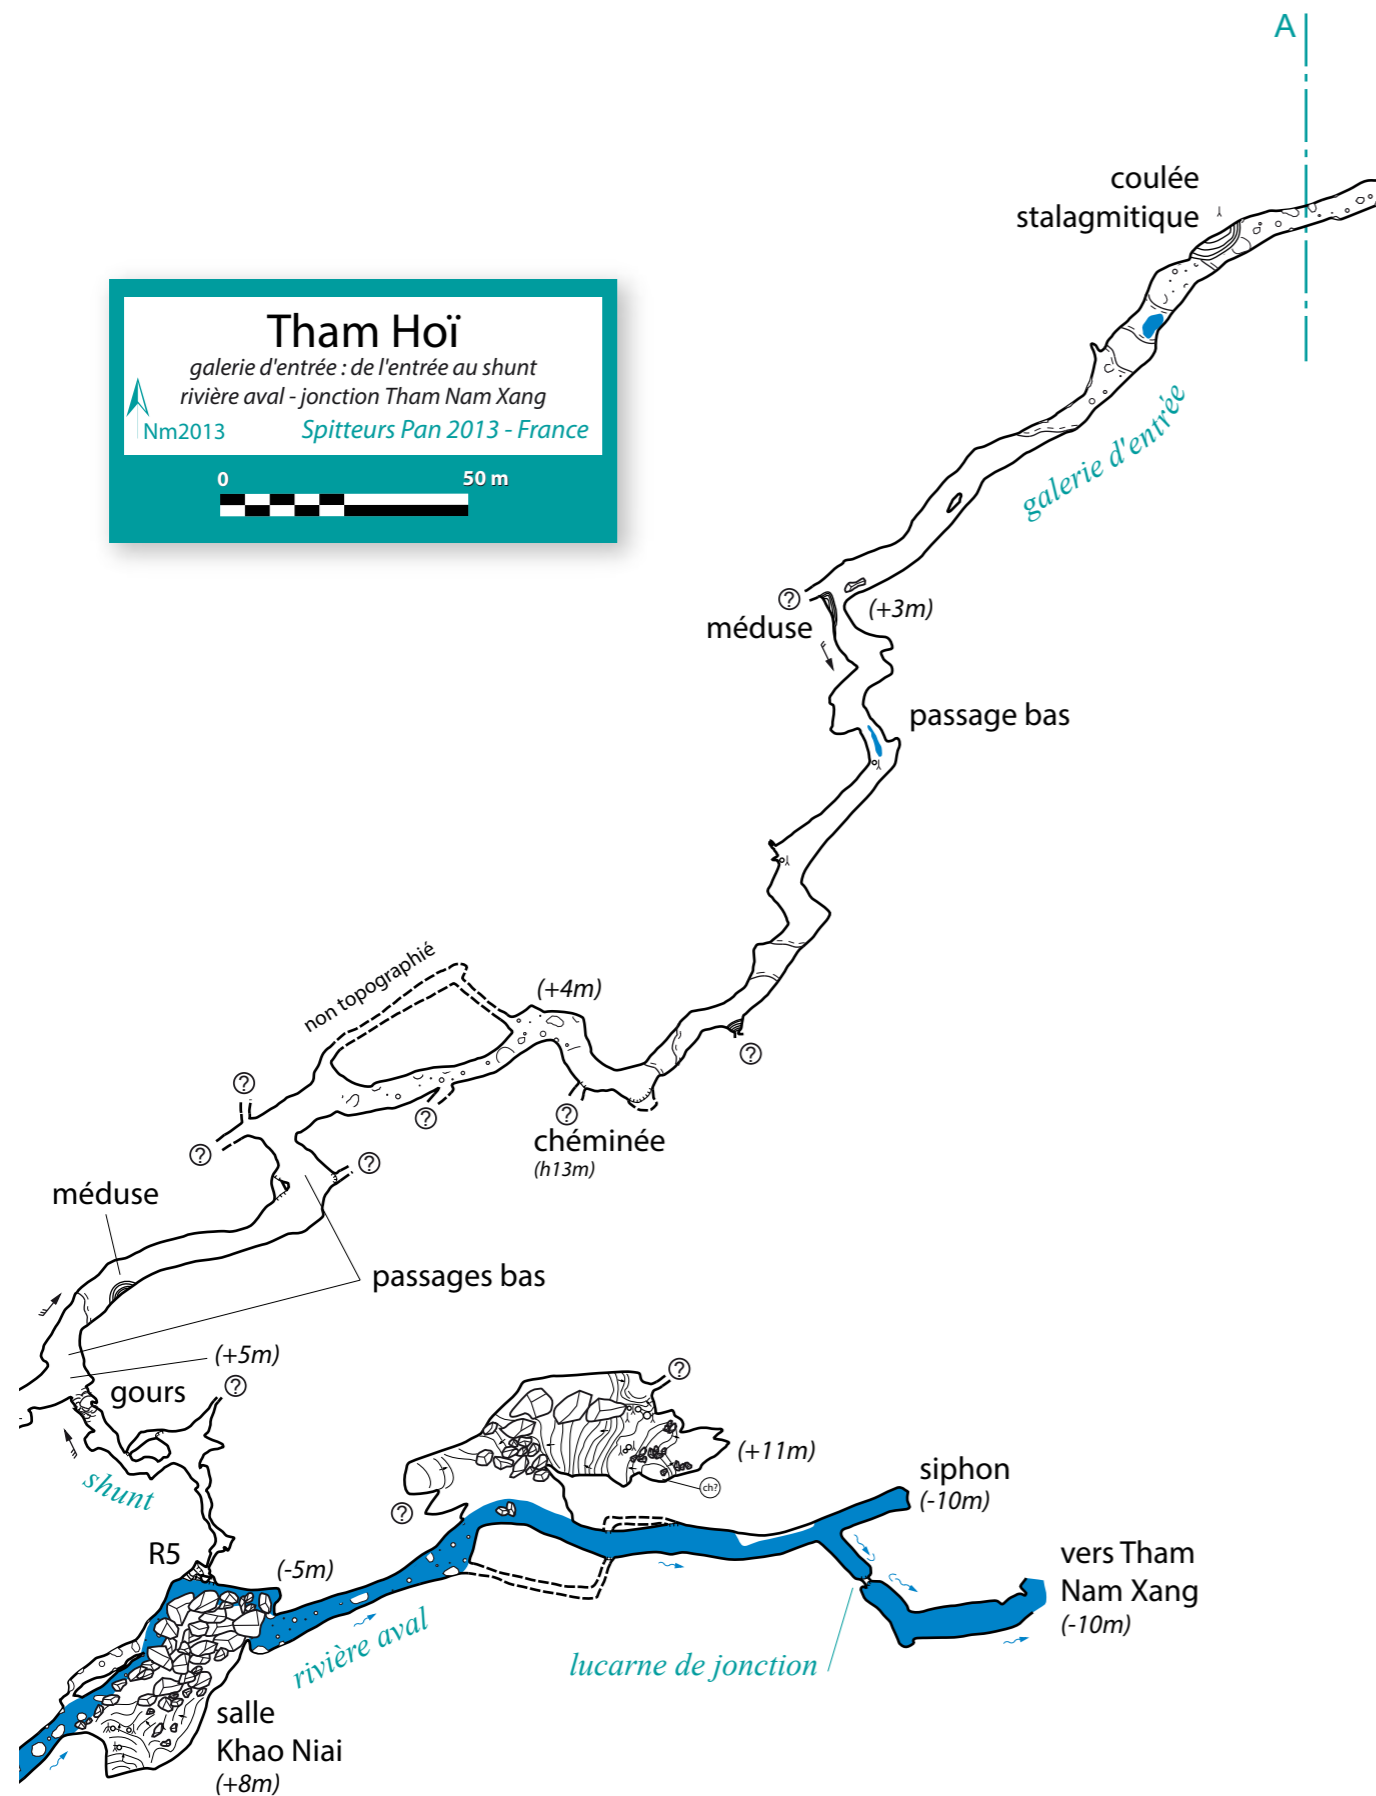 A
coulée
stalagmitique
Tham Hoï
galerie d'entrée : de l'entrée au shunt
rivière aval - jonction Tham Nam Xang
Nm2013
Spitteurs Pan 2013 - France
0
50 m
galerie d'entrée
?
(+3m)
méduse
passage bas
non topographié
(+4m)
?
?
?
?
chéminée
(h13m)
?
?
méduse
passages bas
(+5m)
gours
?
?
shunt
(+11m)
ch?
siphon
(-10m)
?
R5
(-5m)
vers Tham
Nam Xang
(-10m)
rivière aval
lucarne de jonction
salle
Khao Niai
(+8m)